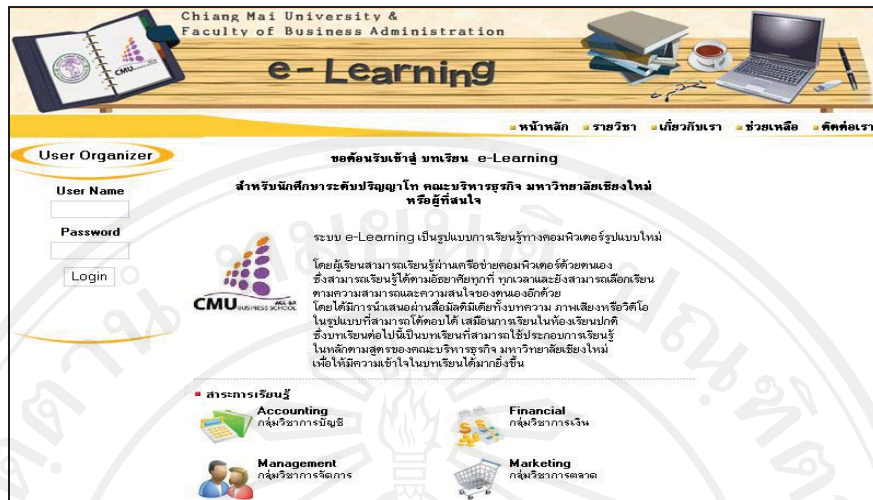 Chiang Mai University &
Faculty of Business Administration
e-Learning
หน้าหลัก รายวิชา เกี่ยวกับเรา ช่วยเหลือ ติดต่อเรา
User Organizer
User Name
Password
Login
ขอต้อนรับเข้าสู่ บทเรียน e-Learning
สำหรับนักศึกษาระดับปริญญาโท คณะบริหารธุรกิจ มหาวิทยาลัยเชียงใหม่
หรือผู้ที่สนใจ
CMU BUSINESS SCHOOL
ระบบ e-Learning เป็นรูปแบบการเรียนรู้ทางคอมพิวเตอร์รูปแบบใหม่
โดยผู้เรียนสามารถเรียนรู้ผ่านเครือข่ายคอมพิวเตอร์ด้วยตนเอง
ซึ่งสามารถเรียนรู้ได้ตามอัธยาศัยทุกที่ ทุกเวลาและยังสามารถเลือกเรียน
ตามความสามารถและความสนใจของตนเองอีกด้วย
โดยได้มีการนำเสนอผ่านสื่อมัลติมีเดียทั้งบทความ ภาพเสียงหรือวิดีโอ
ในรูปแบบที่สามารถโต้ตอบได้ เสมือนการเรียนในห้องเรียนปกติ
ซึ่งบทเรียนต่อไปนี้เป็นบทเรียนที่สามารถใช้ประกอบการเรียนรู้
ในหลักตามสูตรของคณะบริหารธุรกิจ มหาวิทยาลัยเชียงใหม่
เพื่อให้มีความเข้าใจในบทเรียนได้มากยิ่งขึ้น
สาระการเรียนรู้
Accounting
กลุ่มวิชาการบัญชี
Financial
กลุ่มวิชาการเงิน
Management
กลุ่มวิชาการจัดการ
Marketing
กลุ่มวิชาการตลาด